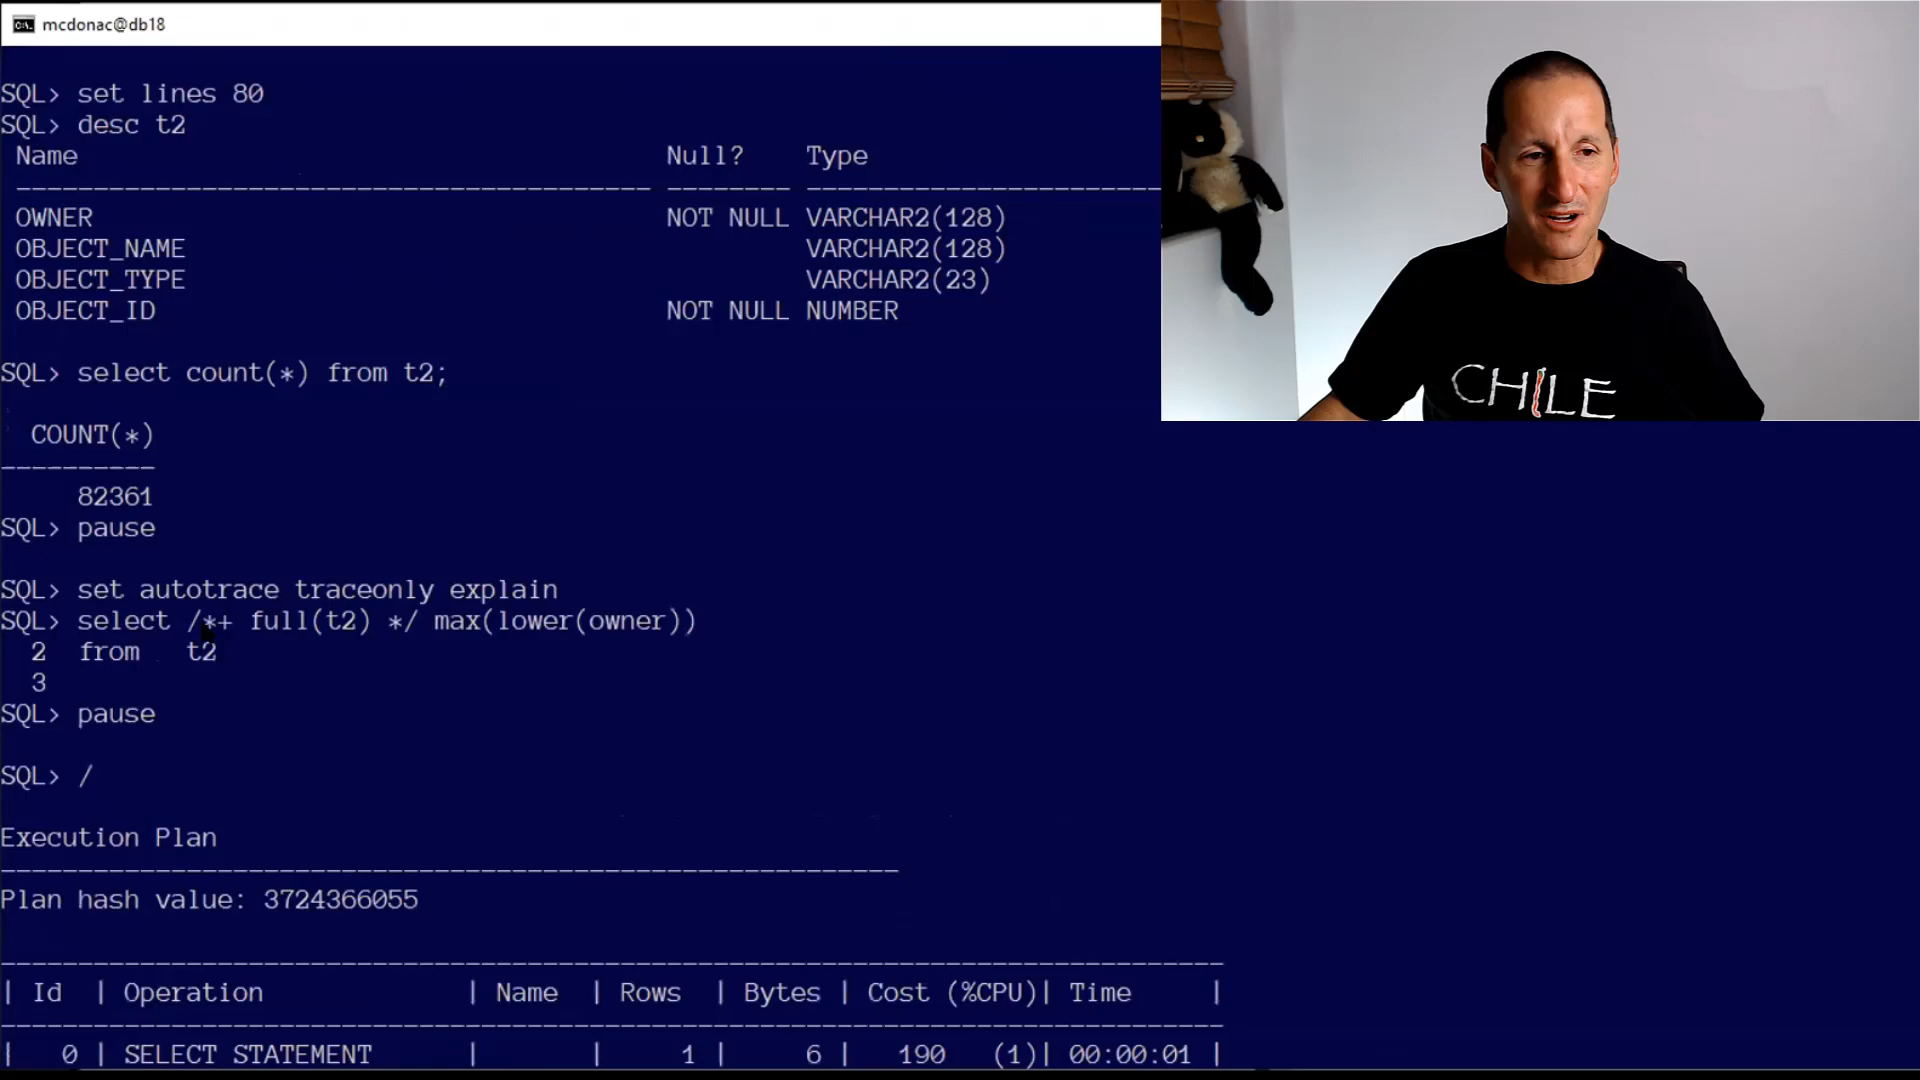 mcdonac@db18
SQL> set lines 80
SQL> desc t2
Name Null? Type
----------------------------------------- -------- -----------------------
OWNER NOT NULL VARCHAR2(128)
OBJECT_NAME VARCHAR2(128)
OBJECT_TYPE VARCHAR2(23)
OBJECT_ID NOT NULL NUMBER
SQL> select count(*) from t2;
COUNT(*)
----------
82361
SQL> pause
SQL> set autotrace traceonly explain
SQL> select /*+ full(t2) */ max(lower(owner))
2 from t2
3
SQL> pause
SQL> /
Execution Plan
----------------------------------------------------------
Plan hash value: 3724366055
-------------------------------------------------------------------------------
| Id | Operation | Name | Rows | Bytes | Cost (%CPU)| Time |
-------------------------------------------------------------------------------
| 0 | SELECT STATEMENT | | 1 | 6 | 190 (1)| 00:00:01 |
CHILE